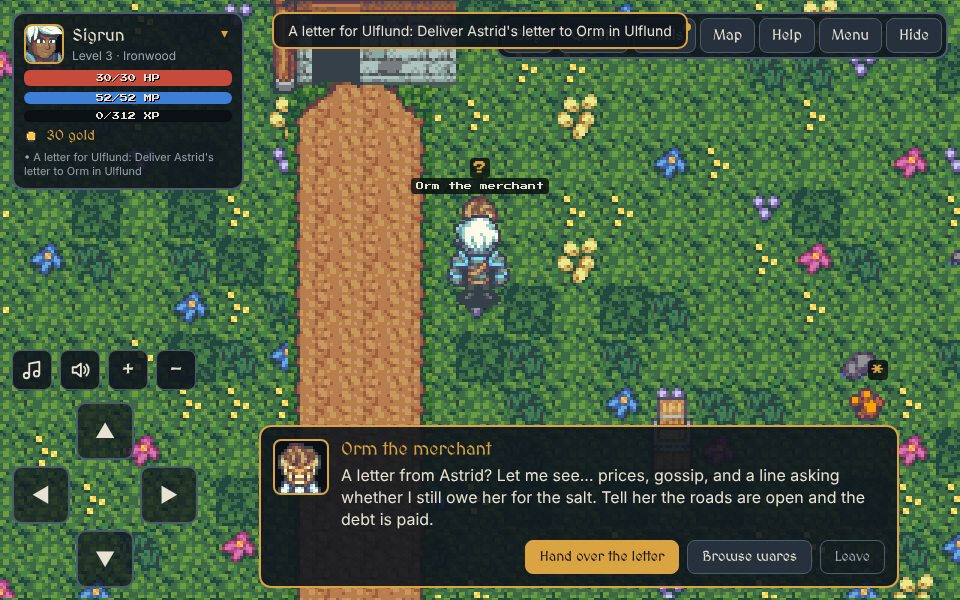 Sigrun
Level 3 · Ironwood
30/30 HP
52/52 MP
0/312 XP
30 gold
• A letter for Ulflund: Deliver Astrid's
letter to Orm in Ulflund
A letter for Ulflund: Deliver Astrid's letter to Orm in Ulflund
Map
Help
Menu
Hide
?
Orm the merchant
+
-
*
Orm the merchant
A letter from Astrid? Let me see... prices, gossip, and a line asking
whether I still owe her for the salt. Tell her the roads are open and the
debt is paid.
Hand over the letter
Browse wares
Leave